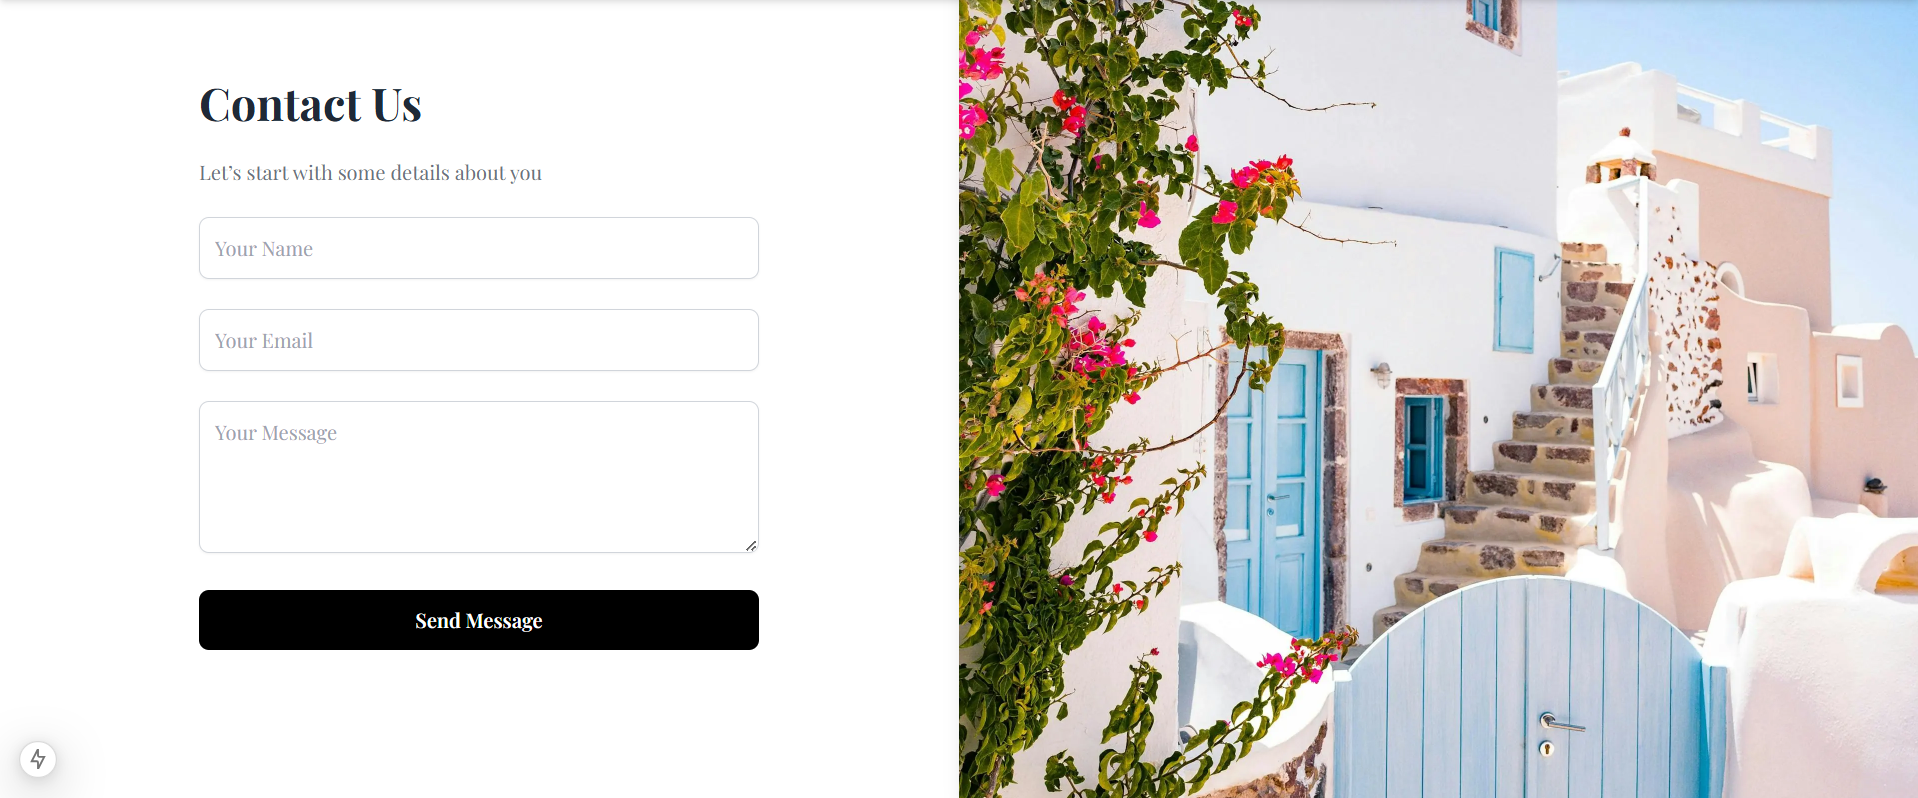 Contact Us
Let’s start with some details about you
Your Name
Your Email
Your Message
Send Message